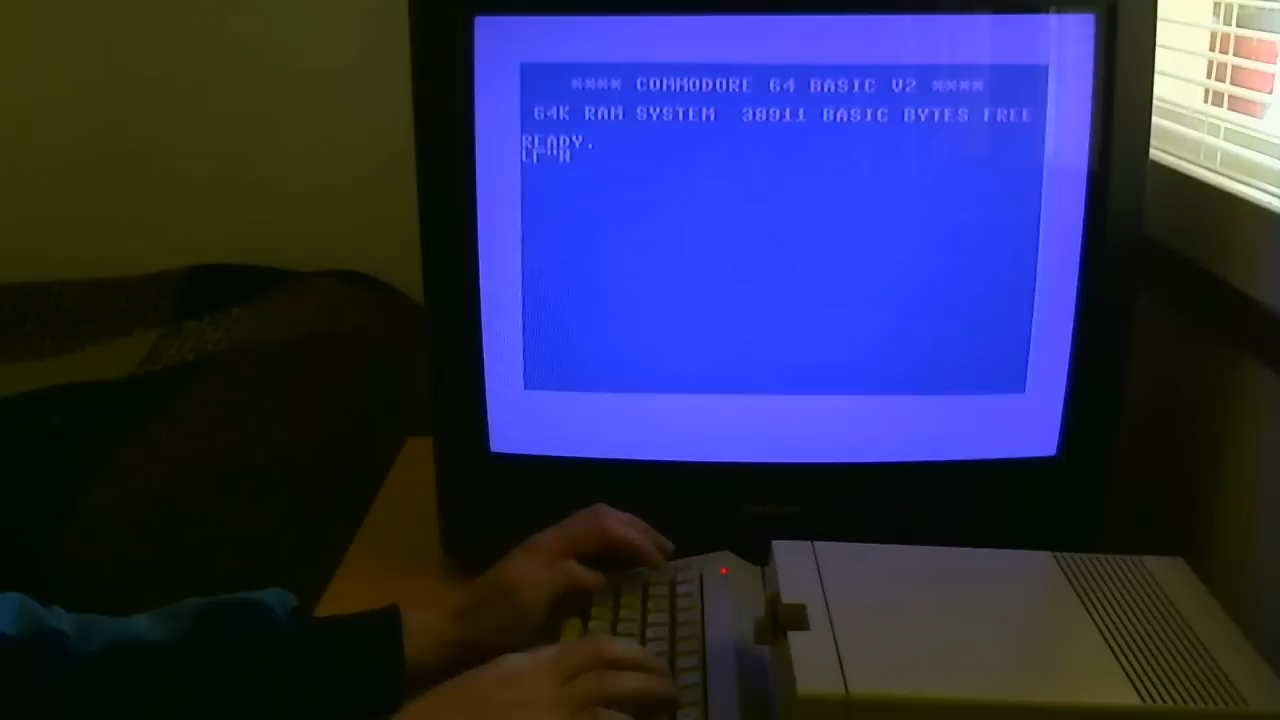 **** COMMODORE 64 BASIC V2 ****
64K RAM SYSTEM 38911 BASIC BYTES FREE
READY.